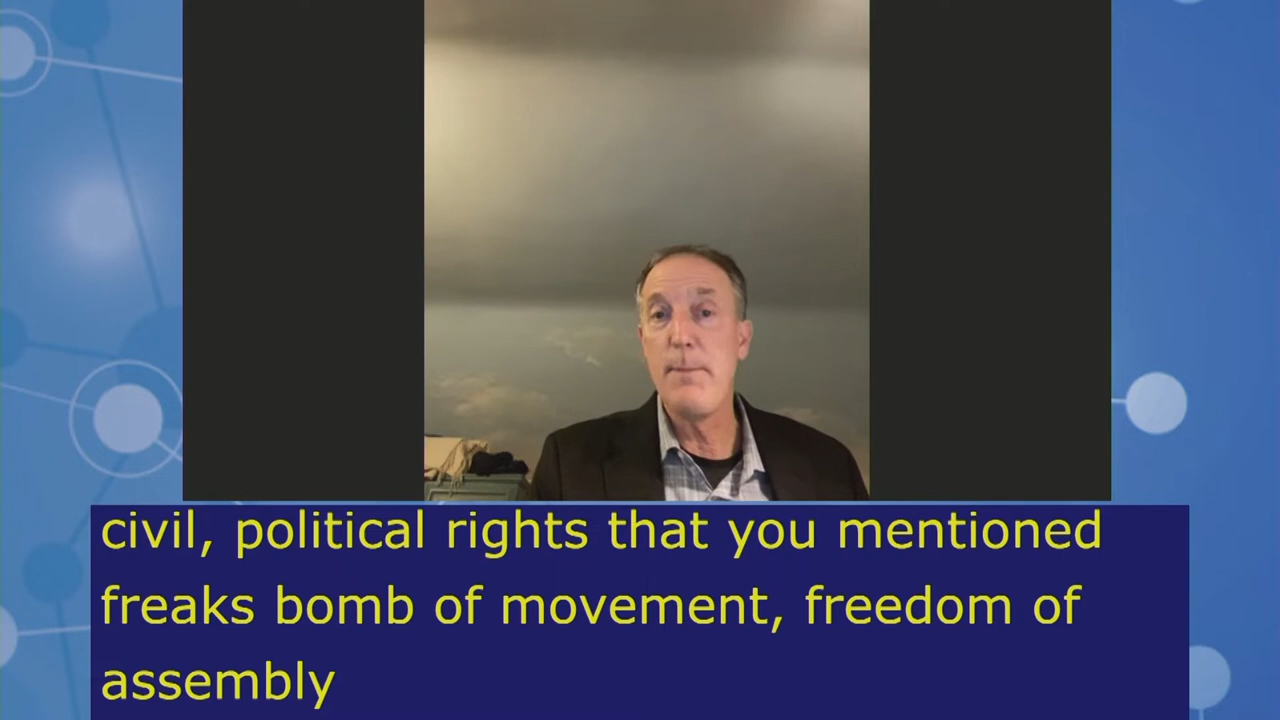 civil, political rights that you mentioned
freaks bomb of movement, freedom of
assembly